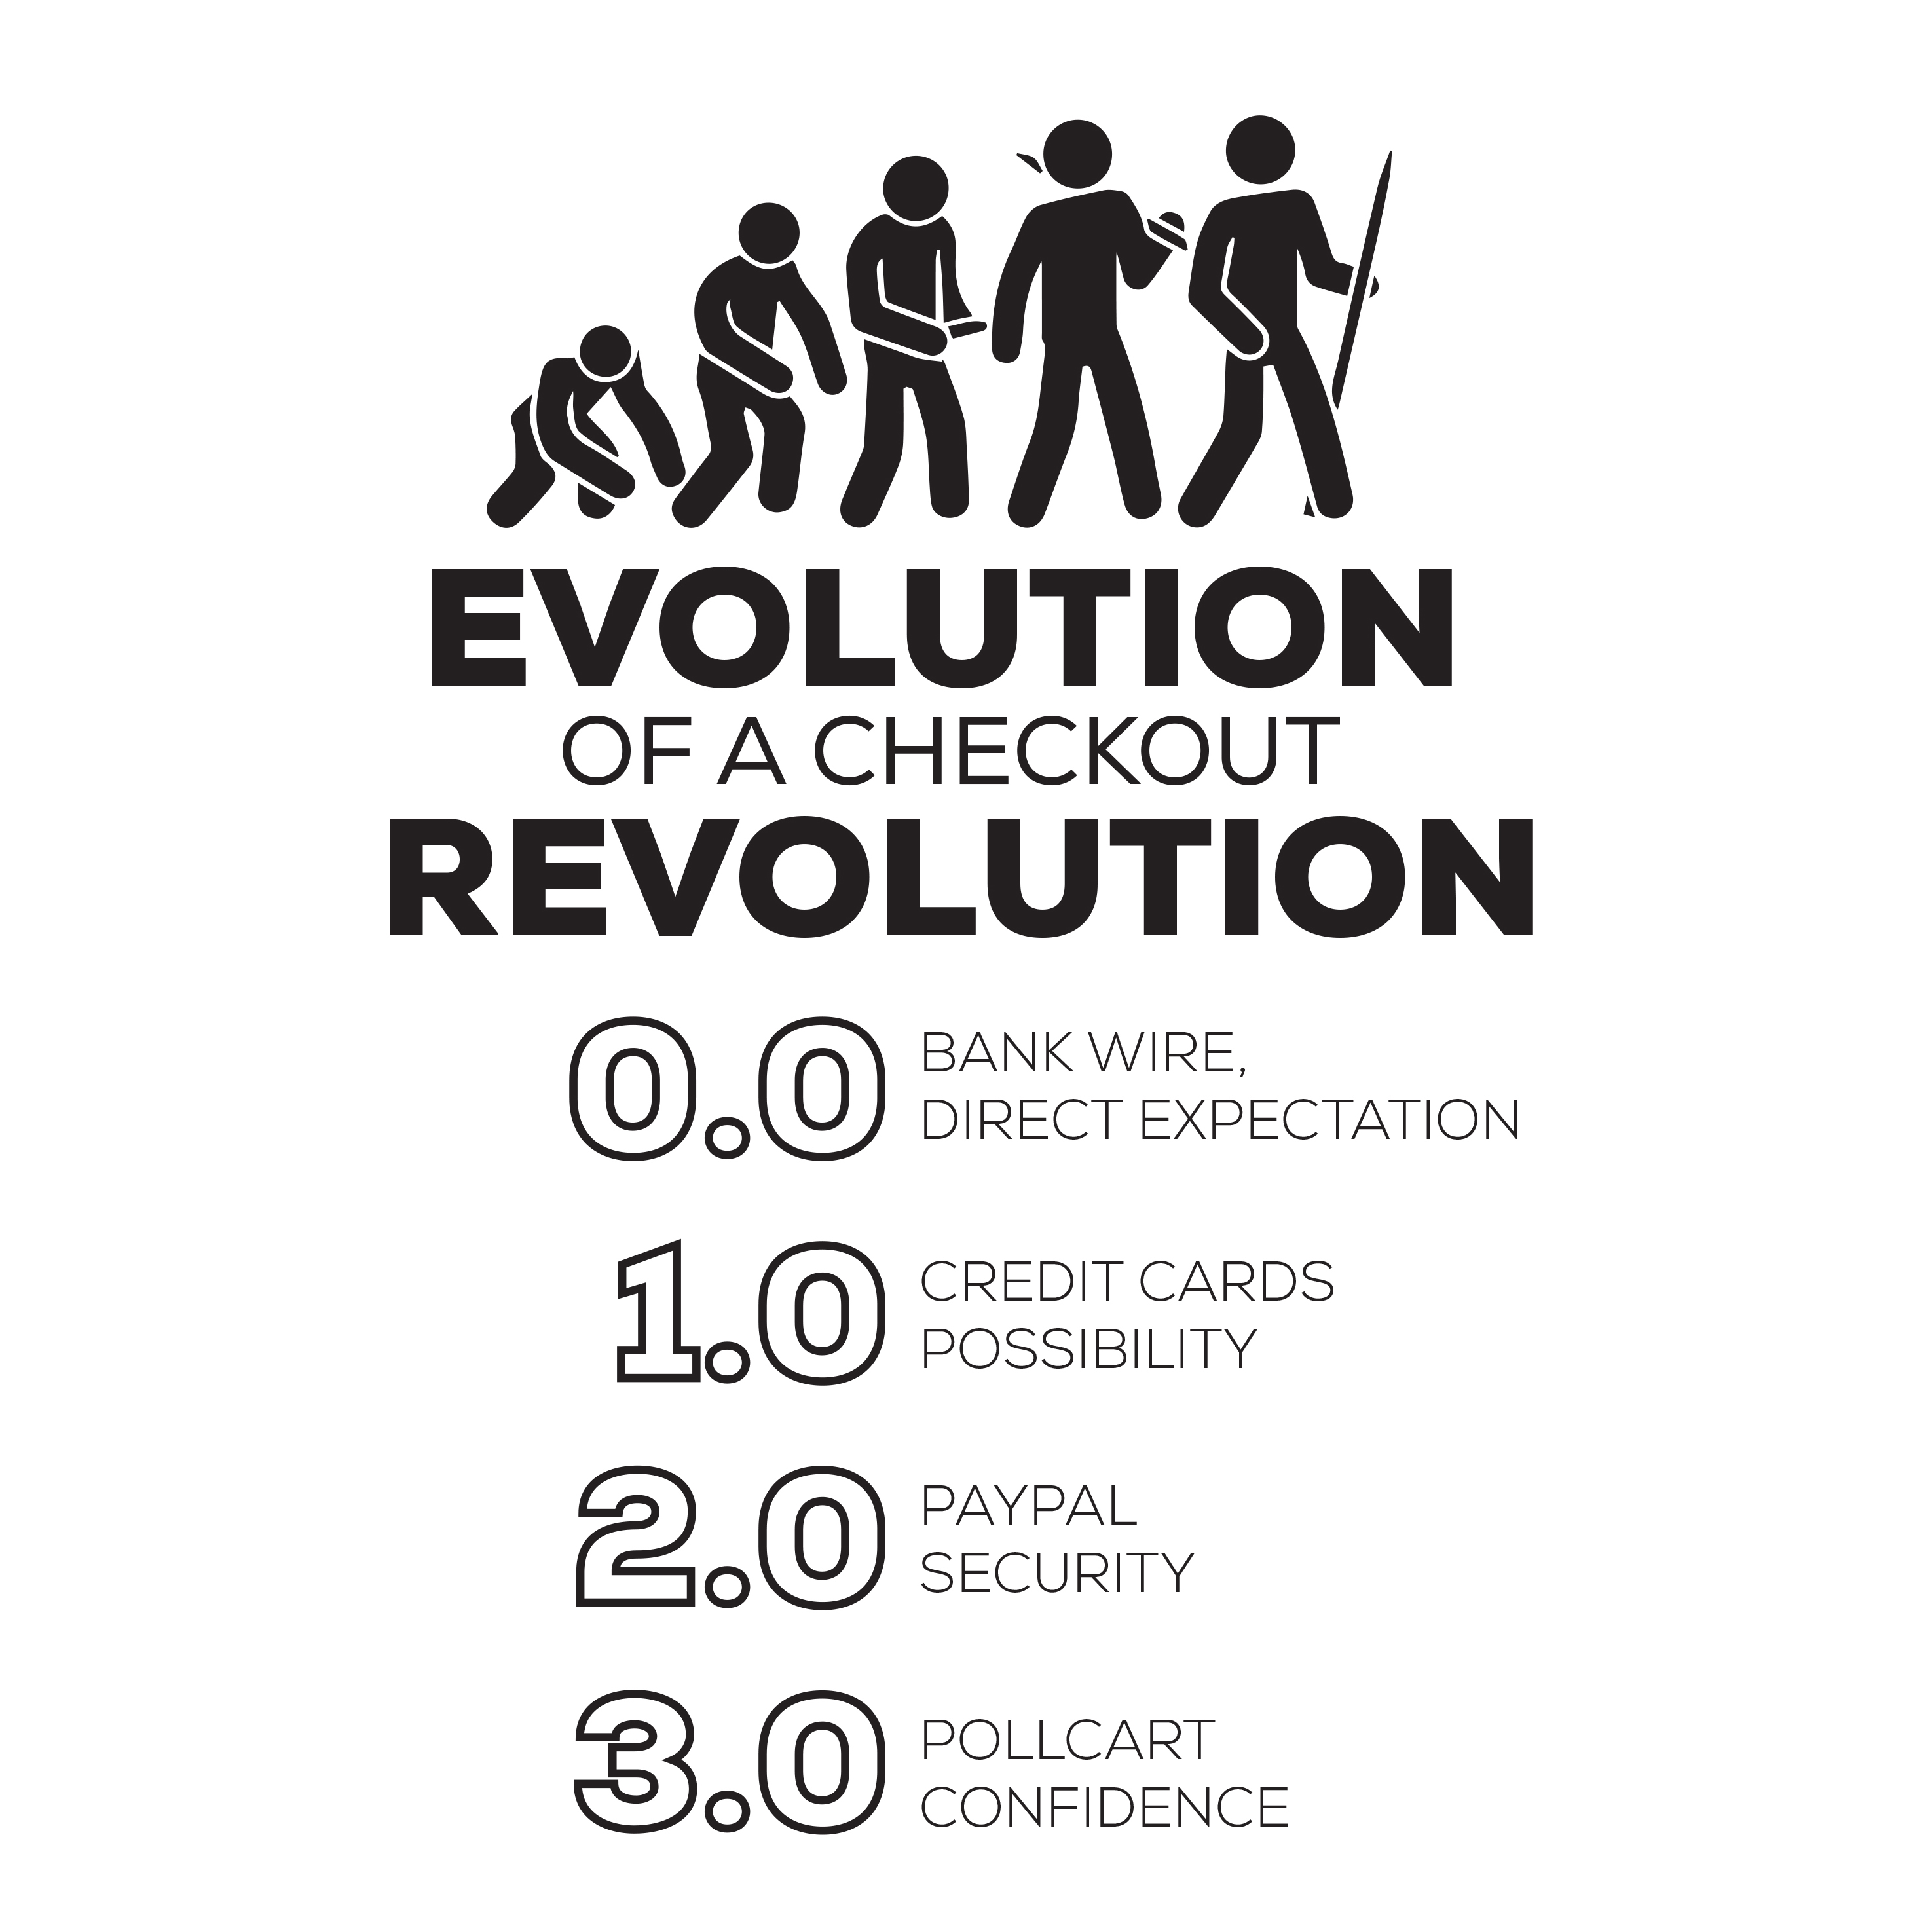 EVOLUTION
OF A CHECKOUT
REVOLUTION
0.0 BANK WIRE,
DIRECT EXPECTATION
1.0 CREDIT CARDS
POSSIBILITY
2.0 PAYPAL
SECURITY
3.0 POLLCART
CONFIDENCE